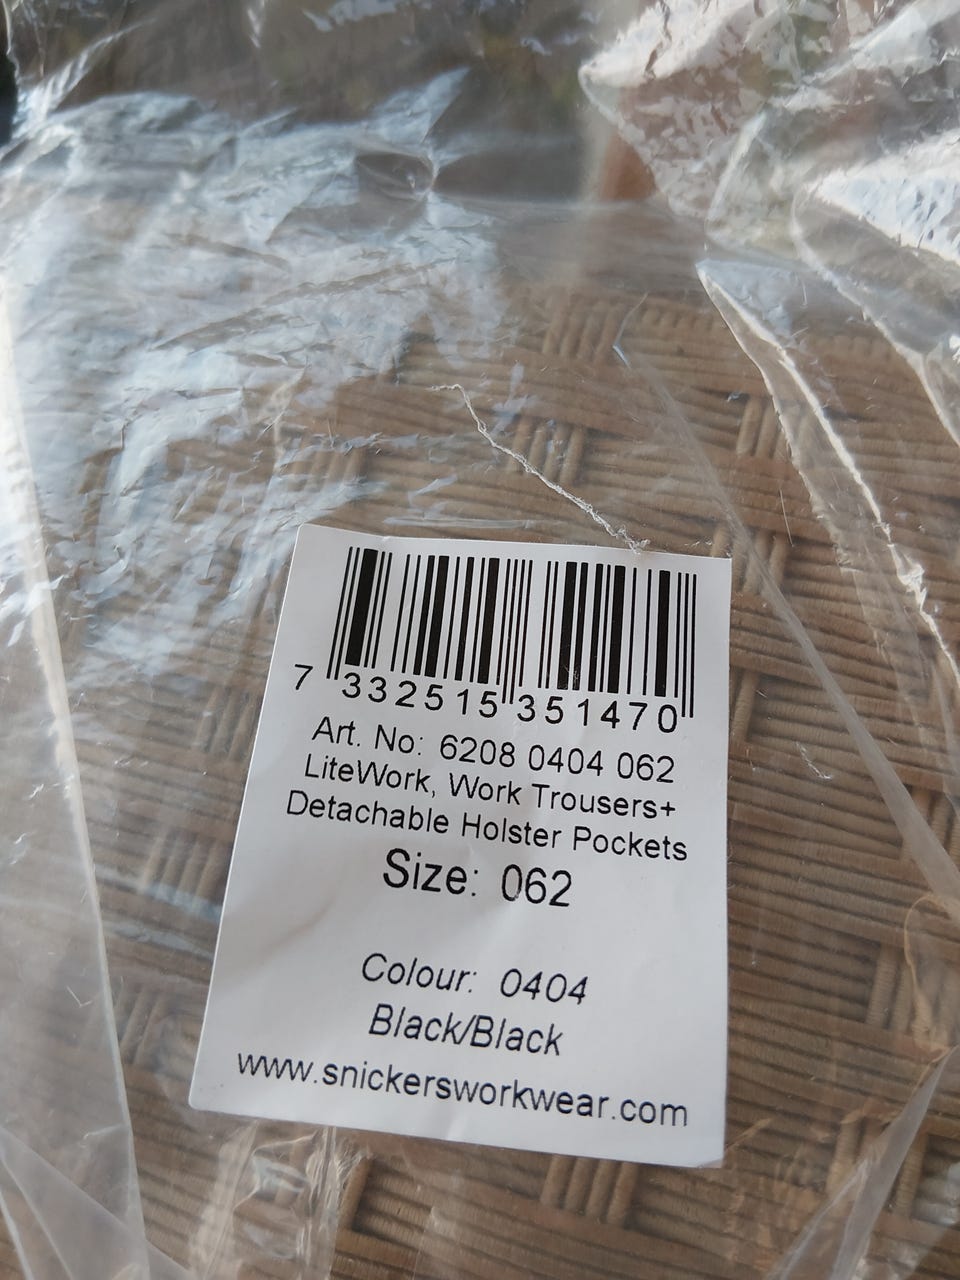 7 332515 351470
Art. No: 6208 0404 062
LiteWork, Work Trousers+
Detachable Holster Pockets
Size: 062
Colour: 0404
Black/Black
www.snickersworkwear.com